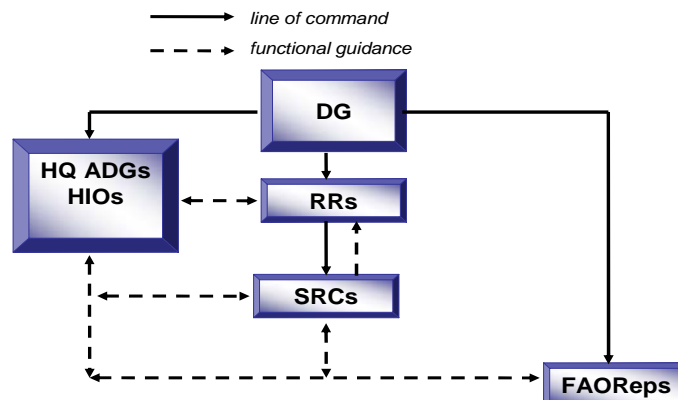 line of command
functional guidance
DG
HQ ADGs
HIOs
RRs
SRCs
FAOReps